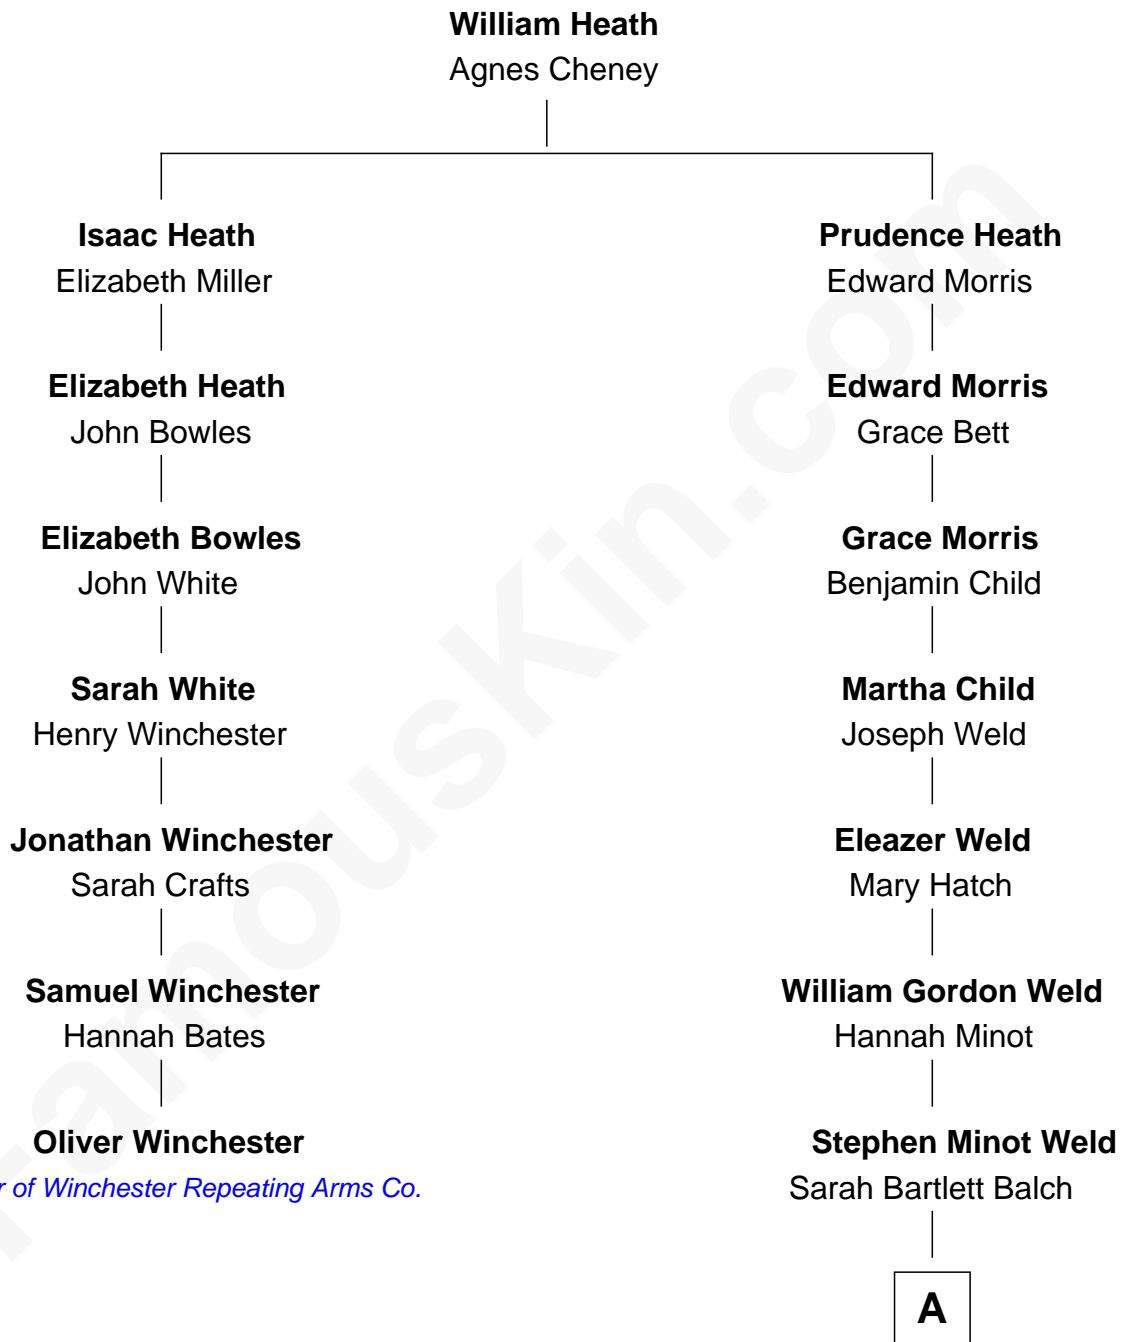 William Heath
Agnes Cheney
Isaac Heath
Elizabeth Miller
Prudence Heath
Edward Morris
Elizabeth Heath
John Bowles
Edward Morris
Grace Bett
Elizabeth Bowles
John White
Grace Morris
Benjamin Child
Sarah White
Henry Winchester
Martha Child
Joseph Weld
Jonathan Winchester
Sarah Crafts
Eleazer Weld
Mary Hatch
Samuel Winchester
Hannah Bates
William Gordon Weld
Hannah Minot
Oliver Winchester
r of Winchester Repeating Arms Co.
Stephen Minot Weld
Sarah Bartlett Balch
A
FamousKin.com